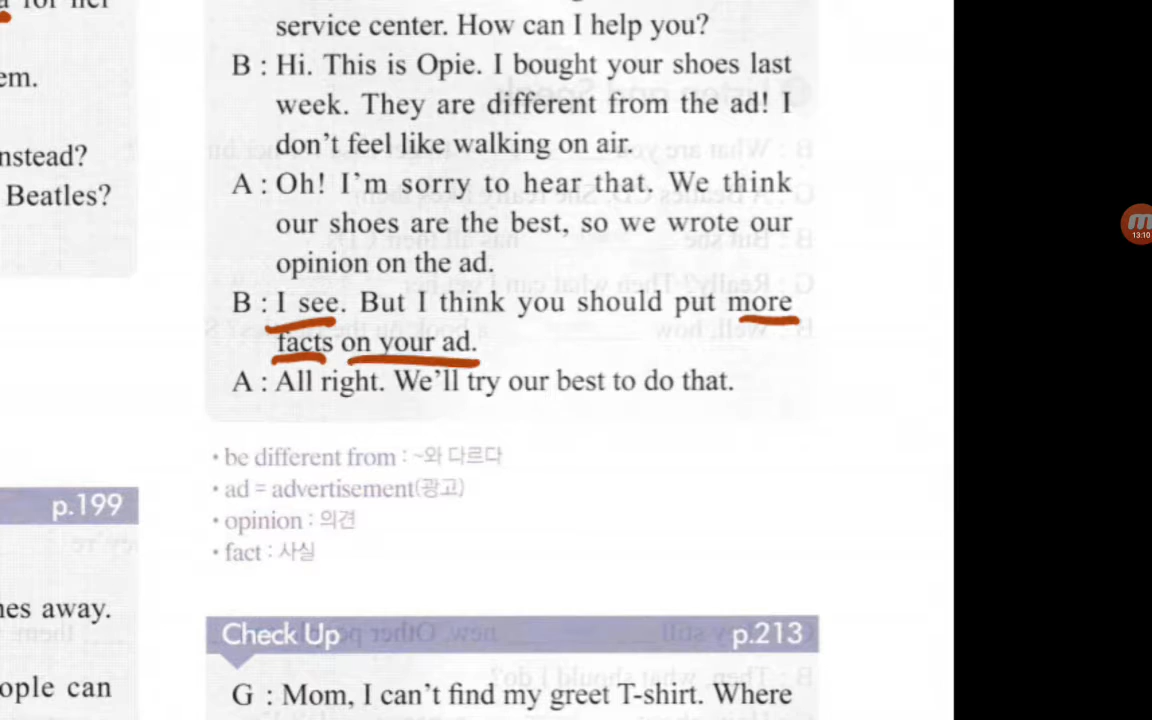 for her
em.
nstead?
Beatles?
p.199
nes away.
ople can
service center. How can I help you?
B : Hi. This is Opie. I bought your shoes last
week. They are different from the ad! I
don't feel like walking on air.
A : Oh! I'm sorry to hear that. We think
our shoes are the best, so we wrote our
opinion on the ad.
B : I see. But I think you should put more
facts on your ad.
A : All right. We'll try our best to do that.
• be different from : ~와 다르다
• ad = advertisement(광고)
• opinion : 의견
• fact : 사실
Check Up p.213
G : Mom, I can't find my greet T-shirt. Where
13:10